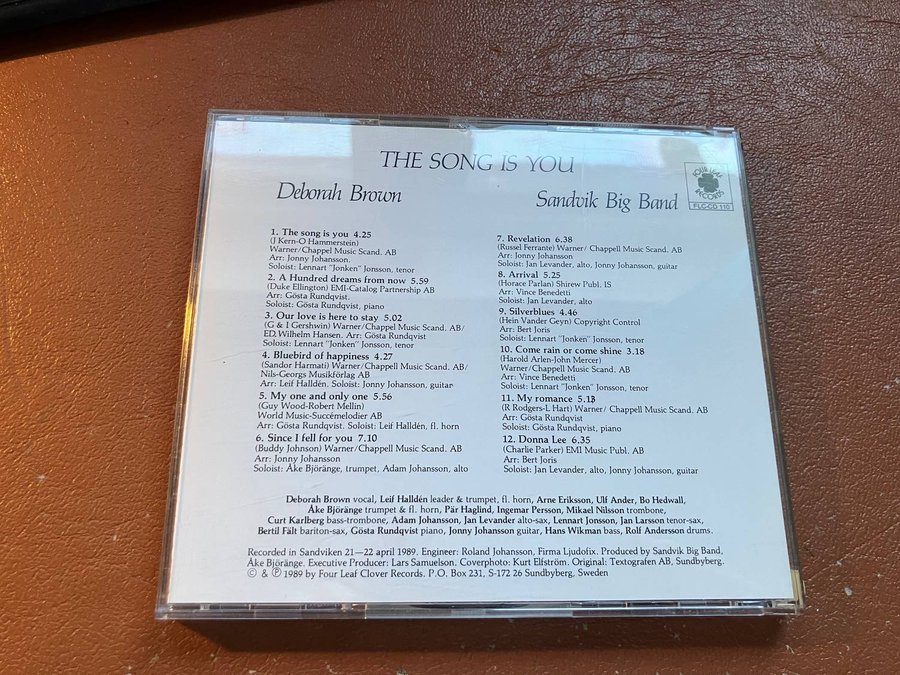 THE SONG IS YOU
Deborah Brown
Sandvik Big Band
FOUR LEAF
RECORDS
FLC-CD 110
1. The song is you 4.25
(J Kern-O Hammerstein)
Warner/Chappel Music Scand. AB
Arr: Jonny Johansson.
Soloist: Lennart "Jonken" Jonsson, tenor
2. A Hundred dreams from now 5.59
(Duke Ellington) EMI-Catalog Partnership AB
Arr: Gösta Rundqvist.
Soloist: Gösta Rundqvist, piano
3. Our love is here to stay 5.02
(G & I Gershwin) Warner/Chappel Music Scand. AB/
ED. Wilhelm Hansen. Arr: Gösta Rundqvist
Soloist: Lennart "Jonken" Jonsson, tenor
4. Bluebird of happiness 4.27
(Sandor Harmati) Warner/Chappel Music Scand. AB/
Nils-Georgs Musikförlag AB
Arr: Leif Halldén. Soloist: Jonny Johansson, guitar
5. My one and only one 5.56
(Guy Wood-Robert Mellin)
World Music-Succémelodier AB
Arr: Gösta Rundqvist. Soloist: Leif Halldén, fl. horn
6. Since I fell for you 7.10
(Buddy Johnson) Warner/Chappell Music Scand. AB
Arr: Jonny Johansson
Soloist: Åke Björänge, trumpet, Adam Johansson, alto
7. Revelation 6.38
(Russel Ferrante) Warner/ Chappell Music Scand. AB
Arr: Jonny Johansson
Soloist: Jan Levander, alto, Jonny Johansson, guitar
8. Arrival 5.25
(Horace Parlan) Shirew Publ. IS
Arr: Vince Benedetti
Soloist: Jan Levander, alto
9. Silverblues 4.46
(Hein Vander Geyn) Copyright Control
Arr: Bert Joris
Soloist: Lennart "Jonken" Jonsson, tenor
10. Come rain or come shine 3.18
(Harold Arlen-John Mercer)
Warner/Chappell Music Scand. AB
Arr: Vince Benedetti
Soloist: Lennart "Jonken" Jonsson, tenor
11. My romance 5.13
(R Rodgers-L Hart) Warner/ Chappell Music Scand. AB
Arr: Gösta Rundqvist
Soloist: Gösta Rundqvist, piano
12. Donna Lee 6.35
(Charlie Parker) EMI Music Publ. AB
Arr: Bert Joris
Soloist: Jan Levander, alto, Jonny Johansson, guitar
Deborah Brown vocal, Leif Halldén leader & trumpet, fl. horn, Arne Eriksson, Ulf Ander, Bo Hedwall,
Åke Björänge trumpet & fl. horn, Pär Haglind, Ingemar Persson, Mikael Nilsson trombone,
Curt Karlberg bass-trombone, Adam Johansson, Jan Levander alto-sax, Lennart Jonsson, Jan Larsson tenor-sax,
Bertil Fält bariton-sax, Gösta Rundqvist piano, Jonny Johansson guitar, Hans Wikman bass, Rolf Andersson drums.
Recorded in Sandviken 21—22 april 1989. Engineer: Roland Johansson, Firma Ljudofix. Produced by Sandvik Big Band,
Åke Björänge. Executive Producer: Lars Samuelson. Coverphoto: Kurt Elfström. Original: Textografen AB, Sundbyberg.
© & ℗ 1989 by Four Leaf Clover Records. P.O. Box 231, S-172 26 Sundbyberg, Sweden